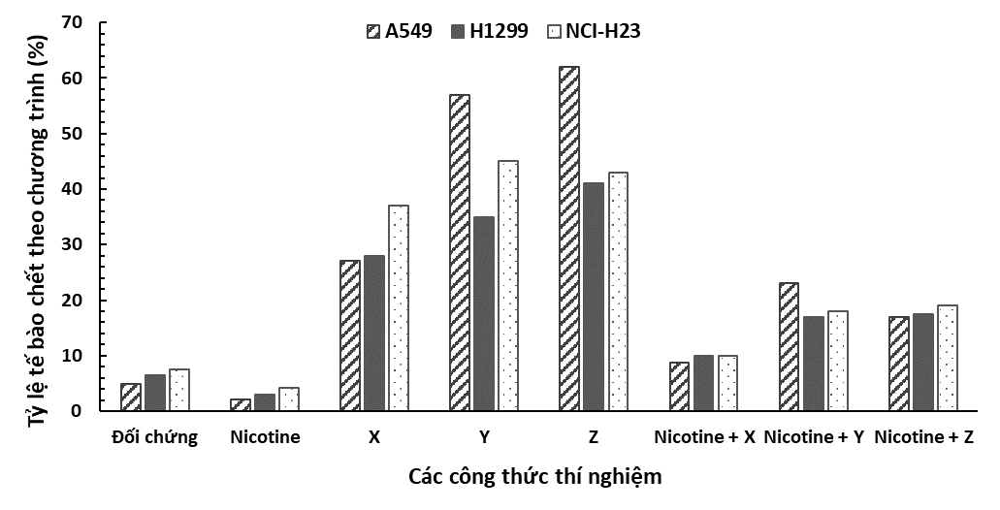 Tỷ lệ tế bào chết theo chương trình (%)
70
60
50
40
30
20
10
0
A549 H1299 NCI-H23
Đối chứng Nicotine X Y Z Nicotine + X Nicotine + Y Nicotine + Z
Các công thức thí nghiệm